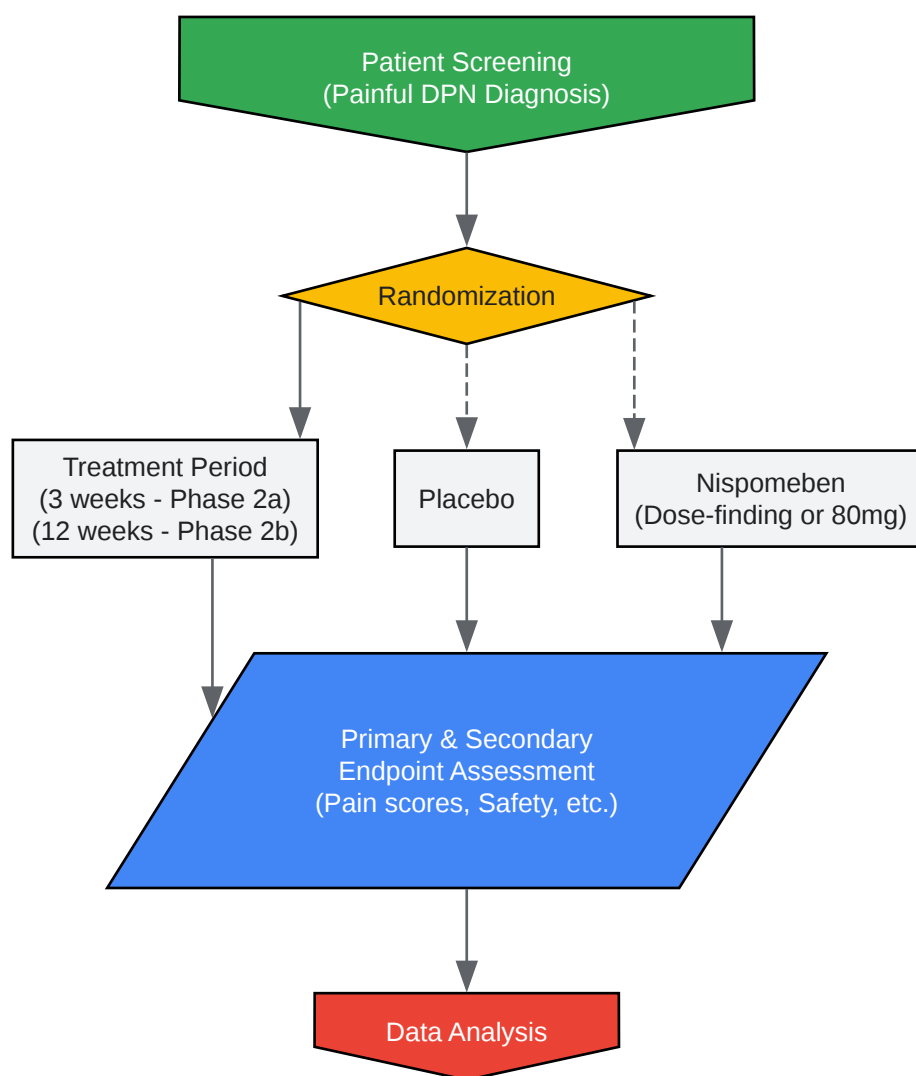 Patient Screening
(Painful DPN Diagnosis)
Randomization
Treatment Period
(3 weeks - Phase 2a)
(12 weeks - Phase 2b)
Placebo
Nispomeben
(Dose-finding or 80mg)
Primary & Secondary
Endpoint Assessment
(Pain scores, Safety, etc.)
Data Analysis